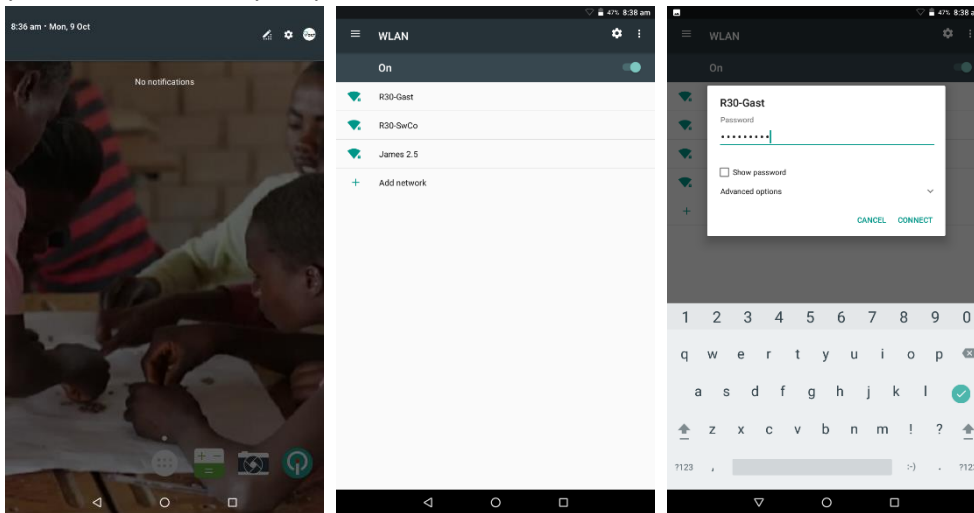 8:36 am • Mon, 9 Oct
No notifications
47% 8:38 am
WLAN
On
R30-Gast
R30-SwCo
James 2.5
Add network
47% 8:38 a
WLAN
On
R30-Gast
Password
•••••••••
Show password
Advanced options
CANCEL CONNECT
1 2 3 4 5 6 7 8 9 0
q w e r t y u i o p
a s d f g h j k l
z x c v b n m ! ?
?123 , :-) . ?12